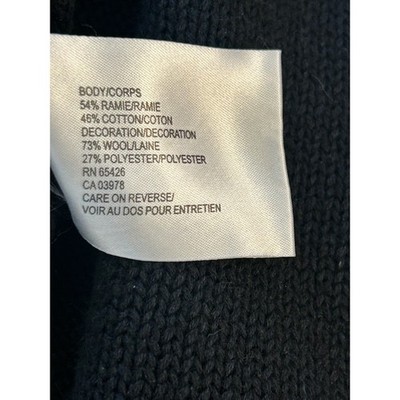 BODY/CORPS
54% RAMIE/RAMIE
46% COTTON/COTON
DECORATION/DECORATION
73% WOOL/LAINE
27% POLYESTER/POLYESTER
RN 65426
CA 03978
CARE ON REVERSE/
VOIR AU DOS POUR ENTRETIEN